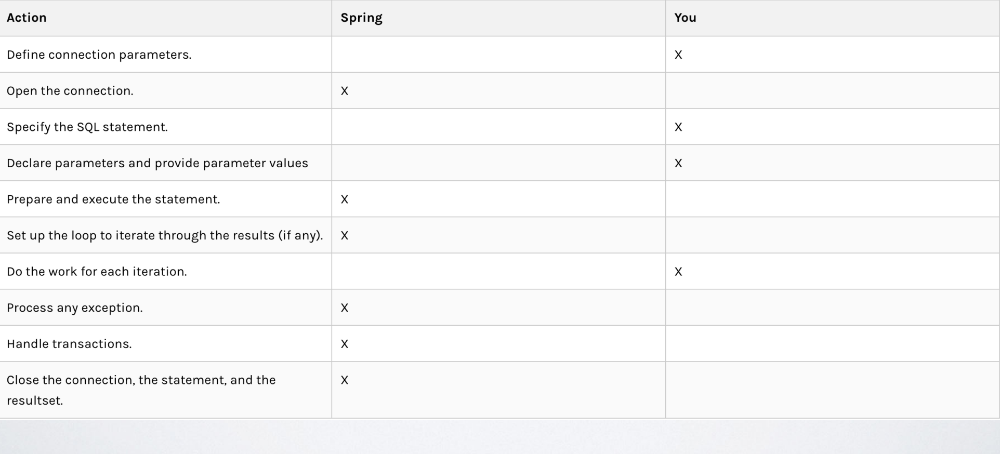 Action Spring You
Define connection parameters. X
Open the connection. X
Specify the SQL statement. X
Declare parameters and provide parameter values X
Prepare and execute the statement. X
Set up the loop to iterate through the results (if any). X
Do the work for each iteration. X
Process any exception. X
Handle transactions. X
Close the connection, the statement, and the X
resultset.